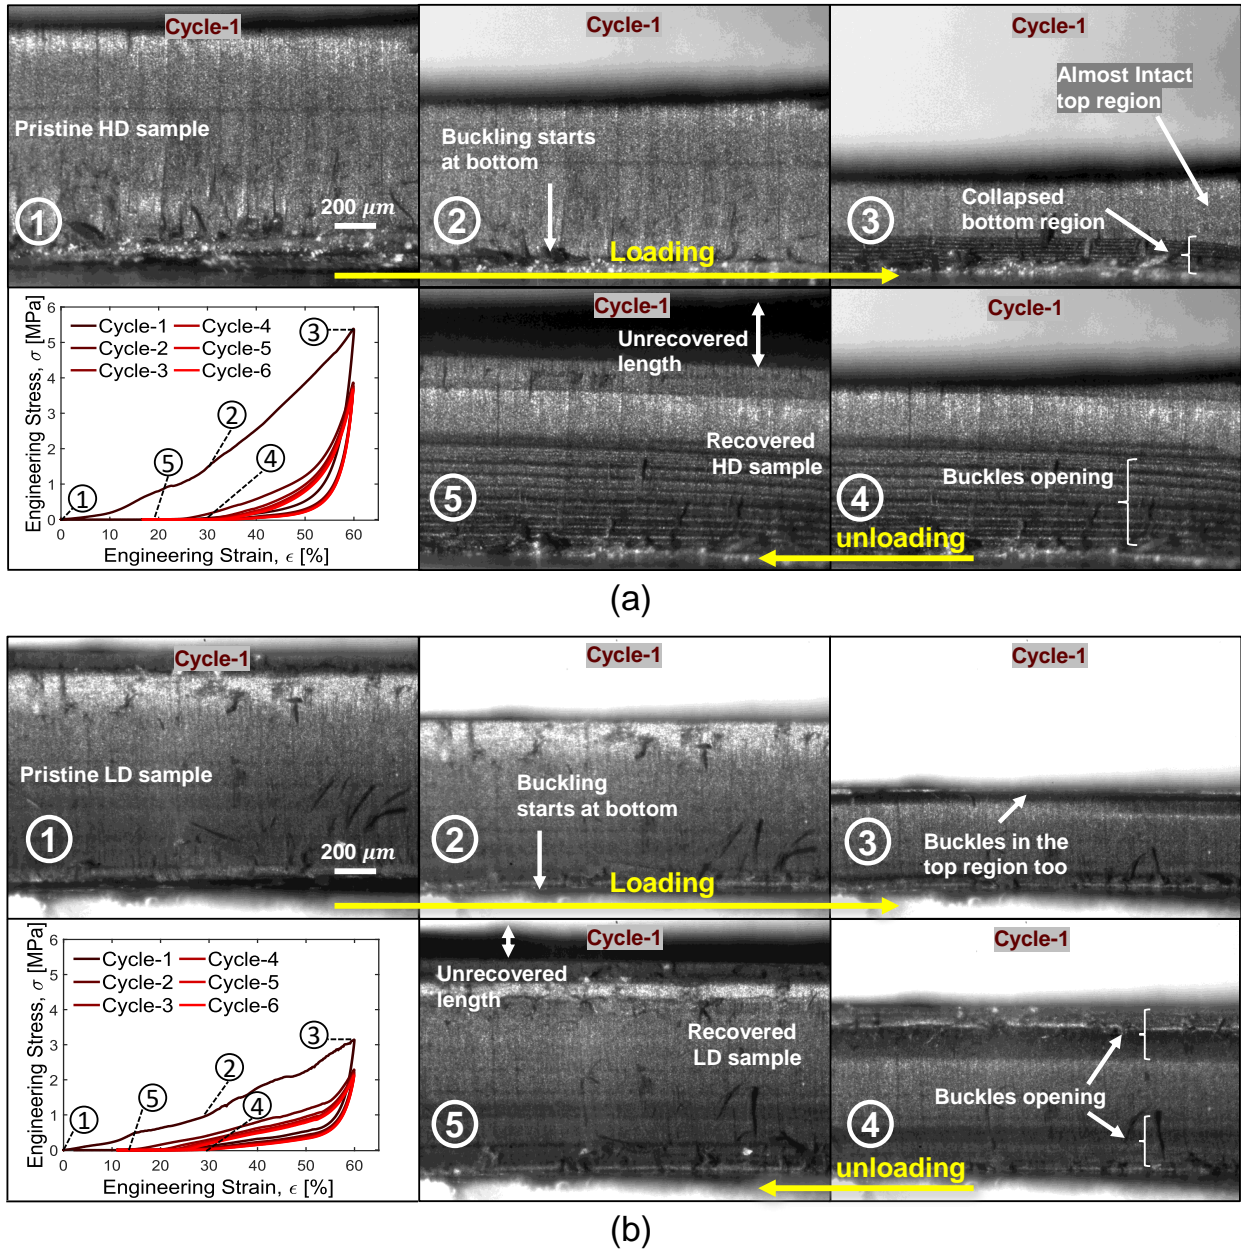 Cycle-1
Pristine HD sample
1
200 μm
Cycle-1
Buckling starts
at bottom
2
Loading
Cycle-1
Almost Intact
top region
Collapsed
bottom region
3
Engineering Stress, σ [MPa]
6
5
4
3
2
1
0
Cycle-1
Cycle-2
Cycle-3
Cycle-4
Cycle-5
Cycle-6
3
2
5
4
1
0 10 20 30 40 50 60
Engineering Strain, ϵ [%]
Cycle-1
Unrecovered
length
Recovered
HD sample
5
unloading
Cycle-1
Buckles opening
4
(a)
Cycle-1
Pristine LD sample
1
200 μm
Cycle-1
Buckling
starts at bottom
2
Loading
Cycle-1
3
Buckles in the
top region too
Engineering Stress, σ [MPa]
6
5
4
3
2
1
0
Cycle-1
Cycle-2
Cycle-3
Cycle-4
Cycle-5
Cycle-6
3
2
5
4
1
0 10 20 30 40 50 60
Engineering Strain, ϵ [%]
Cycle-1
Unrecovered
length
Recovered
LD sample
5
unloading
Cycle-1
Buckles opening
4
(b)